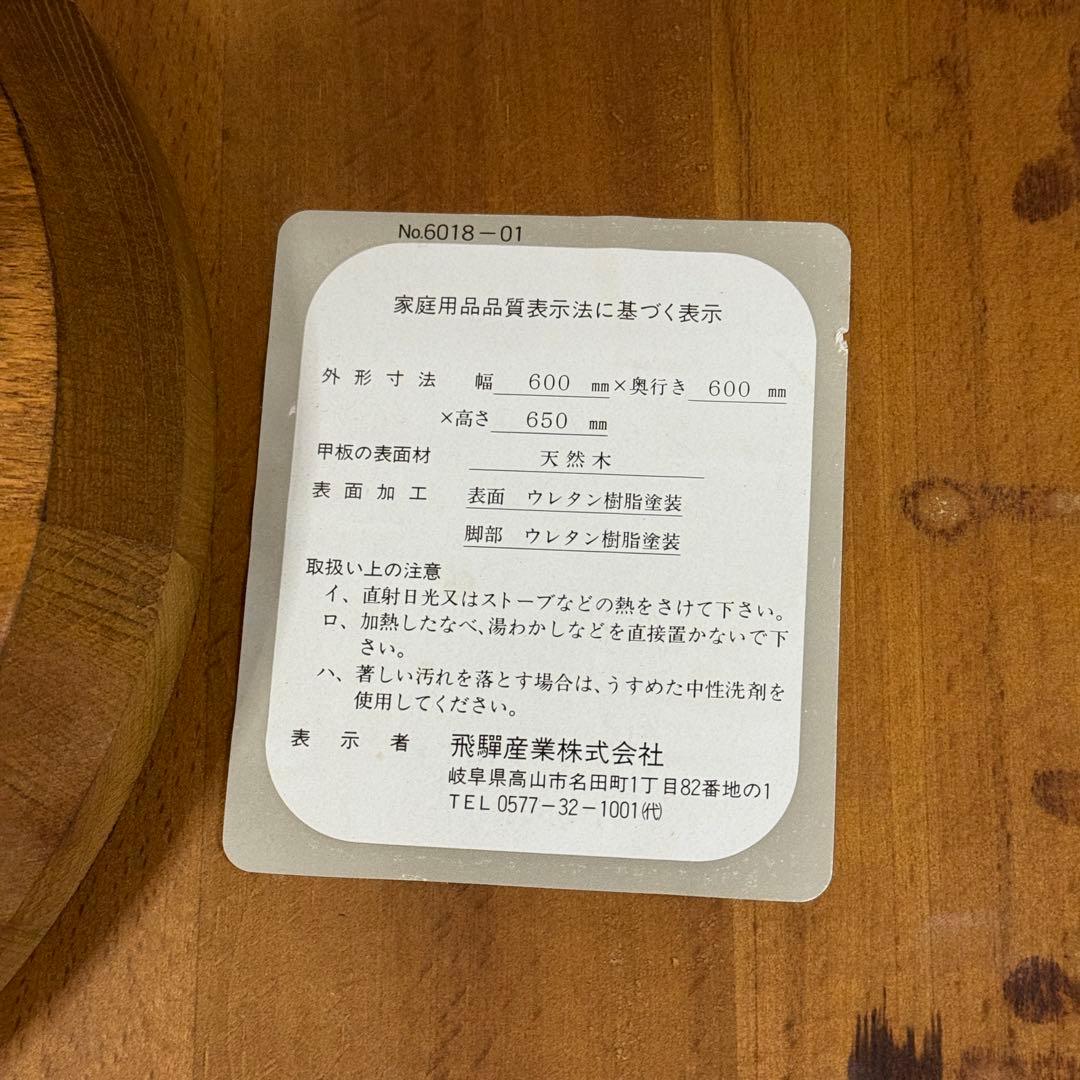 No.6018-01
家庭用品品質表示法に基づく表示
外形寸法 幅 600 mm×奥行き 600 mm
×高さ 650 mm
甲板の表面材 天然木
表面加工 表面 ウレタン樹脂塗装
脚部 ウレタン樹脂塗装
取扱い上の注意
イ、直射日光又はストーブなどの熱をさけて下さい。
ロ、加熱したなべ、湯わかしなどを直接置かないで下
さい。
ハ、著しい汚れを落とす場合は、うすめた中性洗剤を
使用してください。
表示者 飛驒産業株式会社
岐阜県高山市名田町1丁目82番地の1
TEL 0577-32-1001㈹